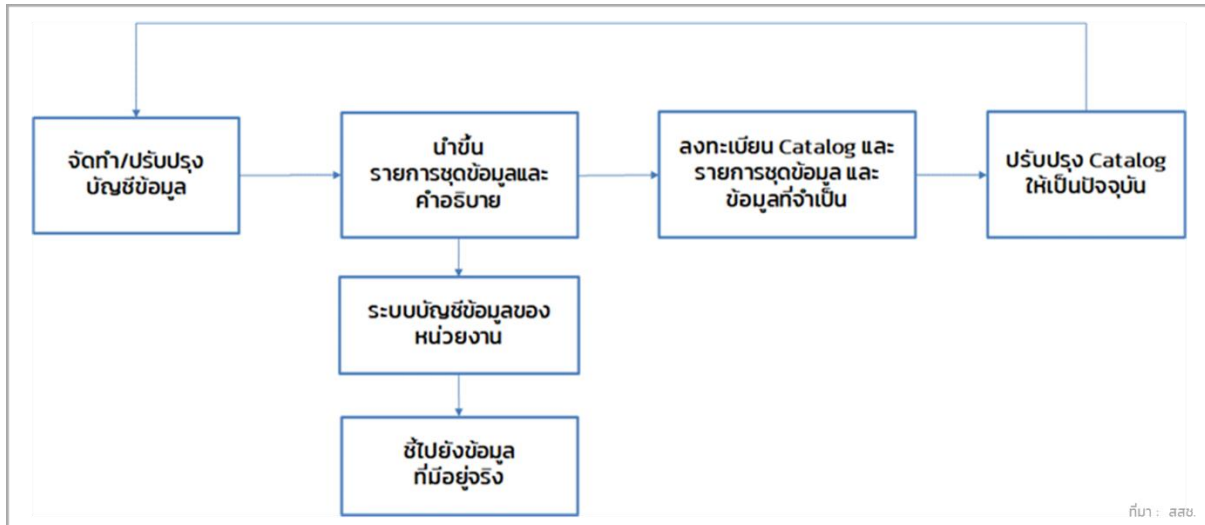 จัดทำ/ปรับปรุง
บัญชีข้อมูล
นำขึ้น
รายการชุดข้อมูลและ
คำอธิบาย
ลงทะเบียน Catalog และ
รายการชุดข้อมูล และ
ข้อมูลที่จำเป็น
ปรับปรุง Catalog
ให้เป็นปัจจุบัน
ระบบบัญชีข้อมูลของ
หน่วยงาน
ชี้ไปยังข้อมูล
ที่มีอยู่จริง
ที่มา : สสช.